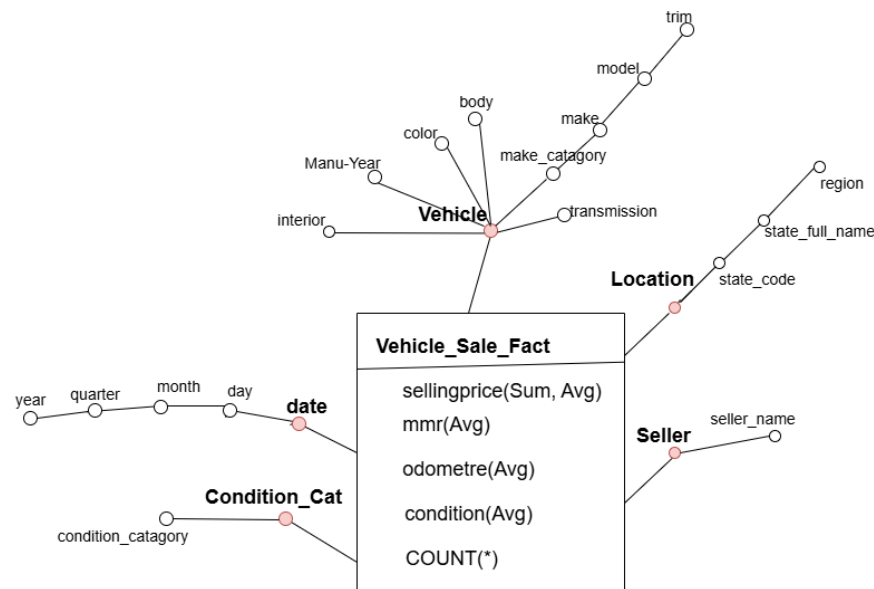 trim
model
body
make
color
make_catagory
Manu-Year
region
Vehicle
transmission
interior
state_full_name
Location
state_code
Vehicle_Sale_Fact
sellingprice(Sum, Avg)
year
quarter
month
day
date
mmr(Avg)
Seller
seller_name
odometre(Avg)
Condition_Cat
condition(Avg)
condition_catagory
COUNT(*)